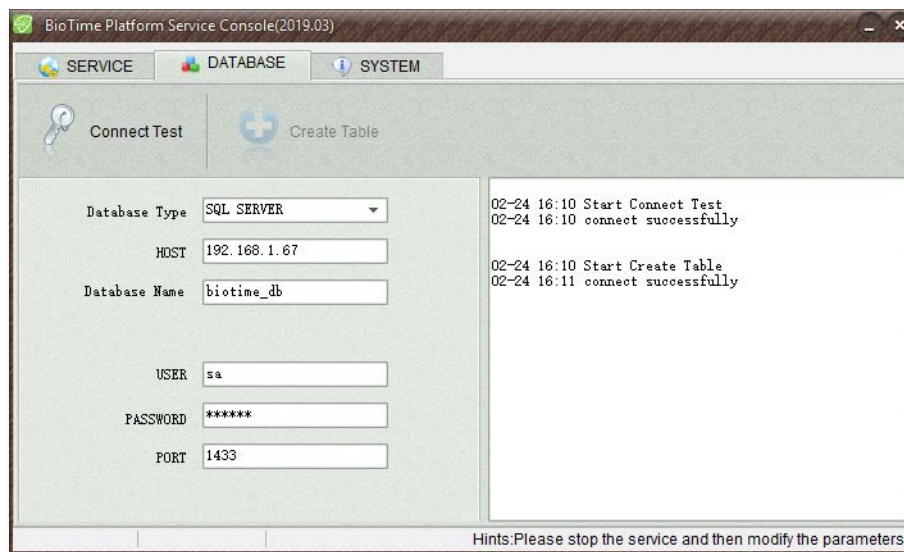 BioTime Platform Service Console(2019.03)
SERVICE DATABASE SYSTEM
Connect Test Create Table
Database Type SQL SERVER
HOST 192.168.1.67
Database Name biotime_db
USER sa
PASSWORD ******
PORT 1433
02-24 16:10 Start Connect Test
02-24 16:10 connect successfully
02-24 16:10 Start Create Table
02-24 16:11 connect successfully
Hints:Please stop the service and then modify the parameters